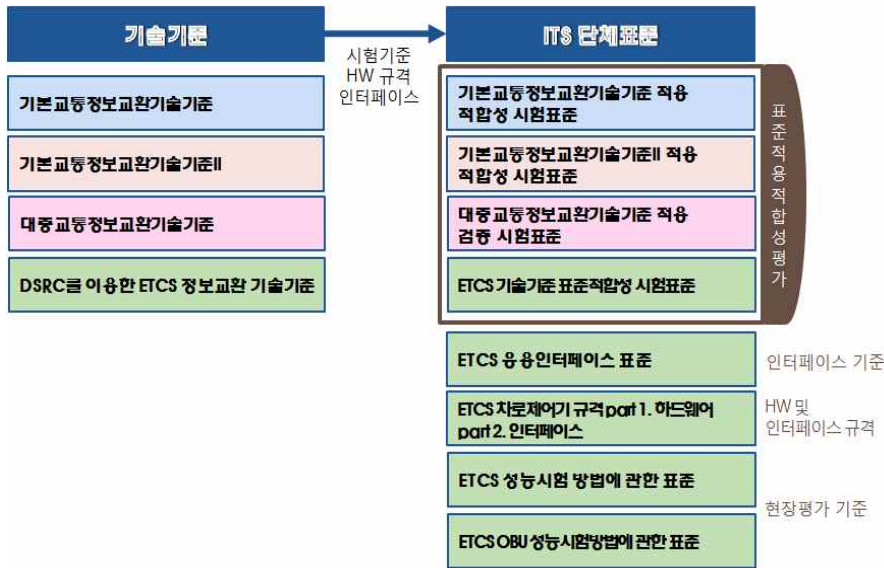 기술기준
시험기준
HW 규격
인터페이스
ITS 단체표준
기본교통정보교환기술기준
기본교통정보교환기술기준II
대중교통정보교환기술기준
DSRC를 이용한 ETCS 정보교환 기술기준
기본교통정보교환기술기준 적용
적합성 시험표준
기본교통정보교환기술기준II 적용
적합성 시험표준
대중교통정보교환기술기준 적용
검증 시험표준
ETCS 기술기준 표준적합성 시험표준
표준적용적합성평가
ETCS 응용인터페이스 표준
인터페이스 기준
ETCS 차로제어기 규격 part 1. 하드웨어
part 2. 인터페이스
HW 및
인터페이스 규격
ETCS 성능시험 방법에 관한 표준
ETCS OBU 성능시험방법에 관한 표준
현장평가 기준